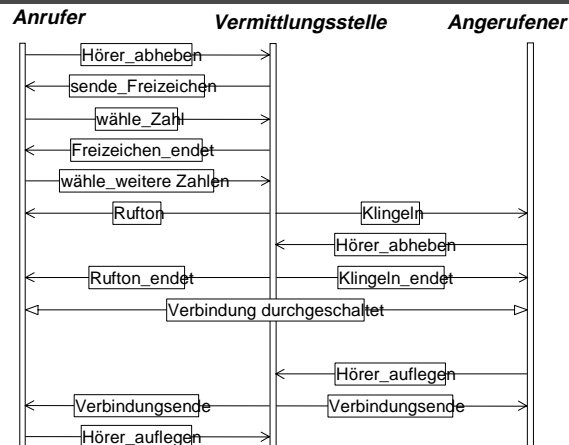 Anrufer Vermittlungsstelle Angerufener
Hörer_abheben
sende_Freizeichen
wähle_Zahl
Freizeichen_endet
wähle_weitere Zahlen
Rufton Klingeln
Hörer_abheben
Rufton_endet Klingeln_endet
Verbindung durchgeschaltet
Hörer_auflegen
Verbindungsende Verbindungsende
Hörer_auflegen